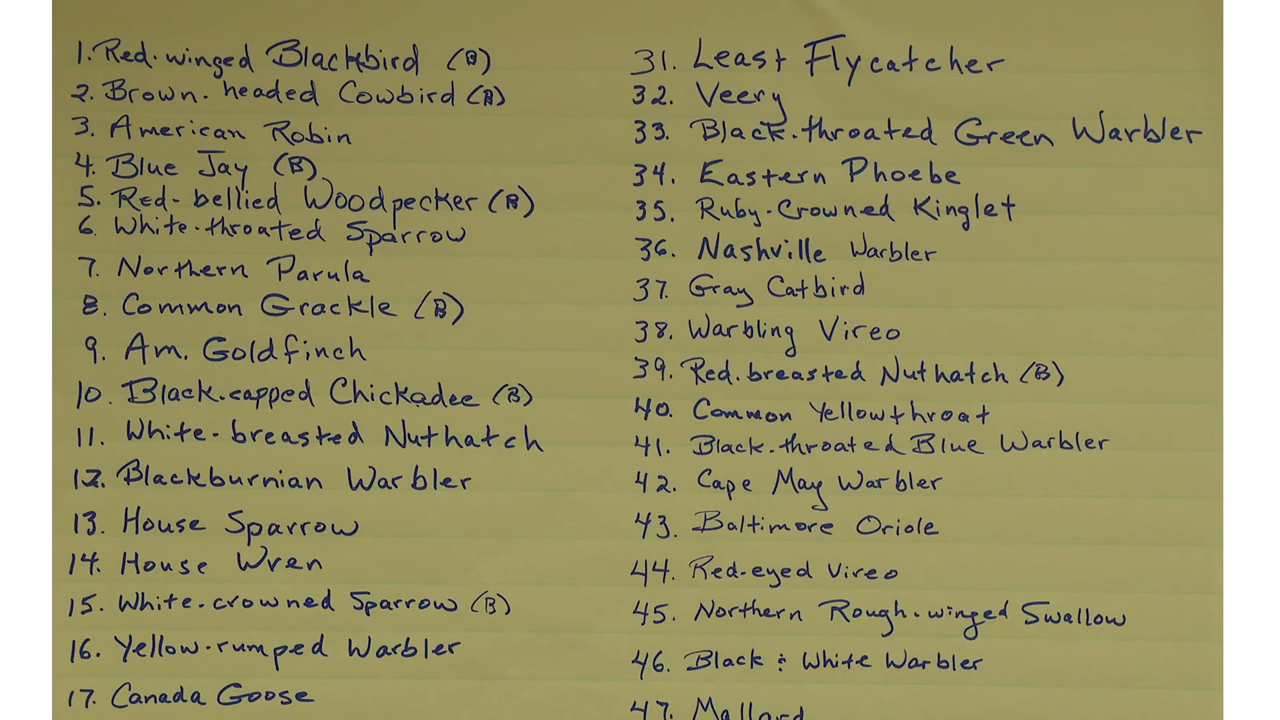 1. Red-winged Blackbird (B)
2. Brown-headed Cowbird (B)
3. American Robin
4. Blue Jay (B)
5. Red-bellied Woodpecker (B)
6. White-throated Sparrow
7. Northern Parula
8. Common Grackle (B)
9. Am. Goldfinch
10. Black-capped Chickadee (B)
11. White-breasted Nuthatch
12. Blackburnian Warbler
13. House Sparrow
14. House Wren
15. White-crowned Sparrow (B)
16. Yellow-rumped Warbler
17. Canada Goose
31. Least Flycatcher
32. Veery
33. Black-throated Green Warbler
34. Eastern Phoebe
35. Ruby-Crowned Kinglet
36. Nashville Warbler
37. Gray Catbird
38. Warbling Vireo
39. Red-breasted Nuthatch (B)
40. Common Yellowthroat
41. Black-throated Blue Warbler
42. Cape May Warbler
43. Baltimore Oriole
44. Red-eyed Vireo
45. Northern Rough-winged Swallow
46. Black & White Warbler
47. Mallard